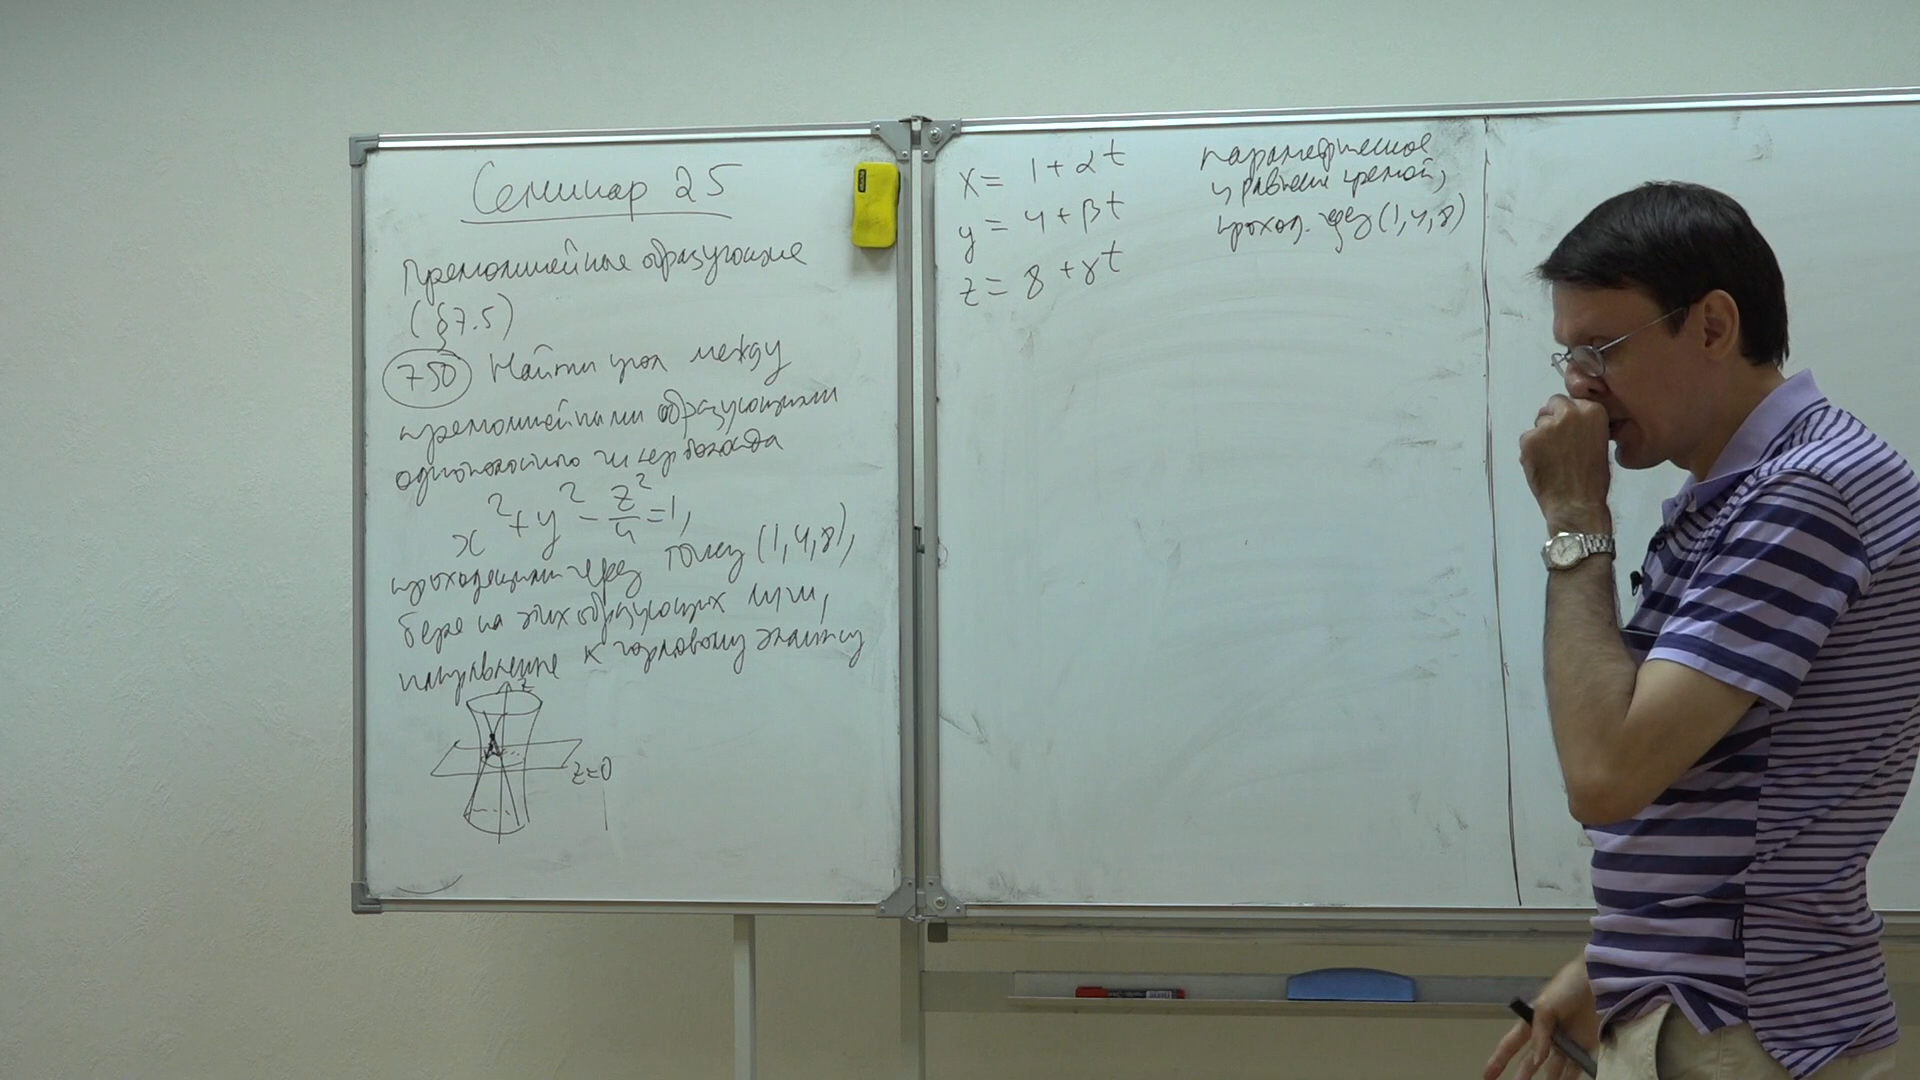 Семинар 25
Прямолинейные образующие
(§7.5)
750 Найти угол между
прямолинейными образующими
однополостного гиперболоида
x² + y² - z²/4 = 1,
проходящими через точку (1,4,8),
беря на этих образующих лучи,
направление к горловому эллипсу
z
z=0
x = 1 + αt
y = 4 + βt
z = 8 + γt
параметрическое
уравнение прямой,
проход. через (1,4,8)